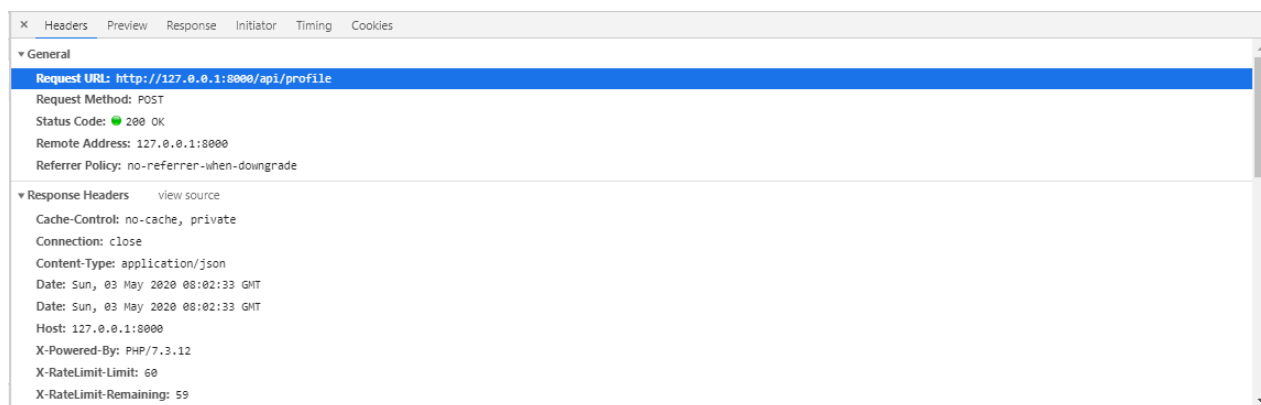 × Headers Preview Response Initiator Timing Cookies
▾ General
Request URL: http://127.0.0.1:8000/api/profile
Request Method: POST
Status Code: 200 OK
Remote Address: 127.0.0.1:8000
Referrer Policy: no-referrer-when-downgrade
▾ Response Headers view source
Cache-Control: no-cache, private
Connection: close
Content-Type: application/json
Date: Sun, 03 May 2020 08:02:33 GMT
Date: Sun, 03 May 2020 08:02:33 GMT
Host: 127.0.0.1:8000
X-Powered-By: PHP/7.3.12
X-RateLimit-Limit: 60
X-RateLimit-Remaining: 59